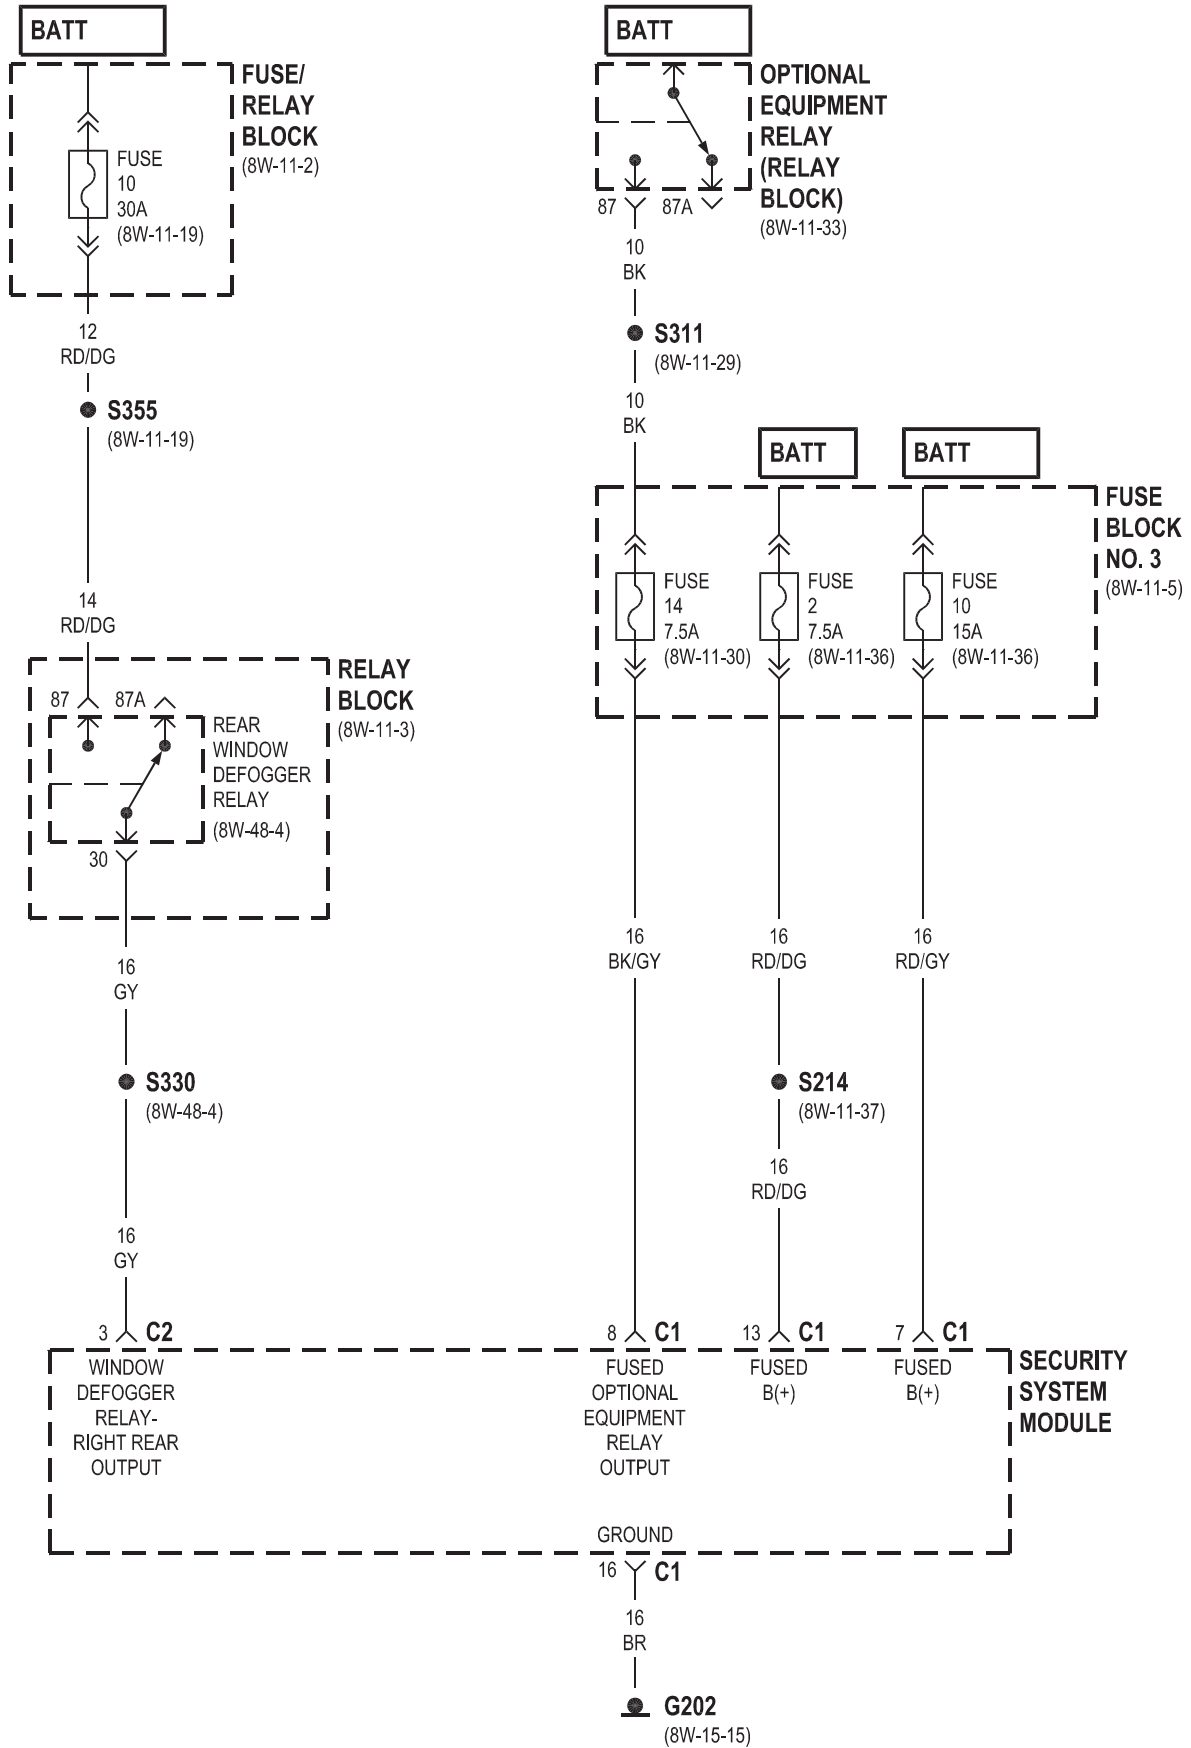 BATT
FUSE/
RELAY
BLOCK
(8W-11-2)
FUSE
10
30A
(8W-11-19)
12
RD/DG
S355
(8W-11-19)
14
RD/DG
RELAY
BLOCK
(8W-11-3)
87
87A
REAR
WINDOW
DEFOGGER
RELAY
(8W-48-4)
30
16
GY
S330
(8W-48-4)
16
GY
3
C2
BATT
OPTIONAL
EQUIPMENT
RELAY
(RELAY
BLOCK)
(8W-11-33)
87
87A
10
BK
S311
(8W-11-29)
10
BK
BATT
BATT
FUSE
BLOCK
NO. 3
(8W-11-5)
FUSE
14
7.5A
(8W-11-30)
FUSE
2
7.5A
(8W-11-36)
FUSE
10
15A
(8W-11-36)
16
BK/GY
16
RD/DG
16
RD/GY
S214
(8W-11-37)
16
RD/DG
8
C1
13
C1
7
C1
WINDOW
DEFOGGER
RELAY-
RIGHT REAR
OUTPUT
FUSED
OPTIONAL
EQUIPMENT
RELAY
OUTPUT
FUSED
B(+)
FUSED
B(+)
SECURITY
SYSTEM
MODULE
GROUND
16
C1
16
BR
G202
(8W-15-15)